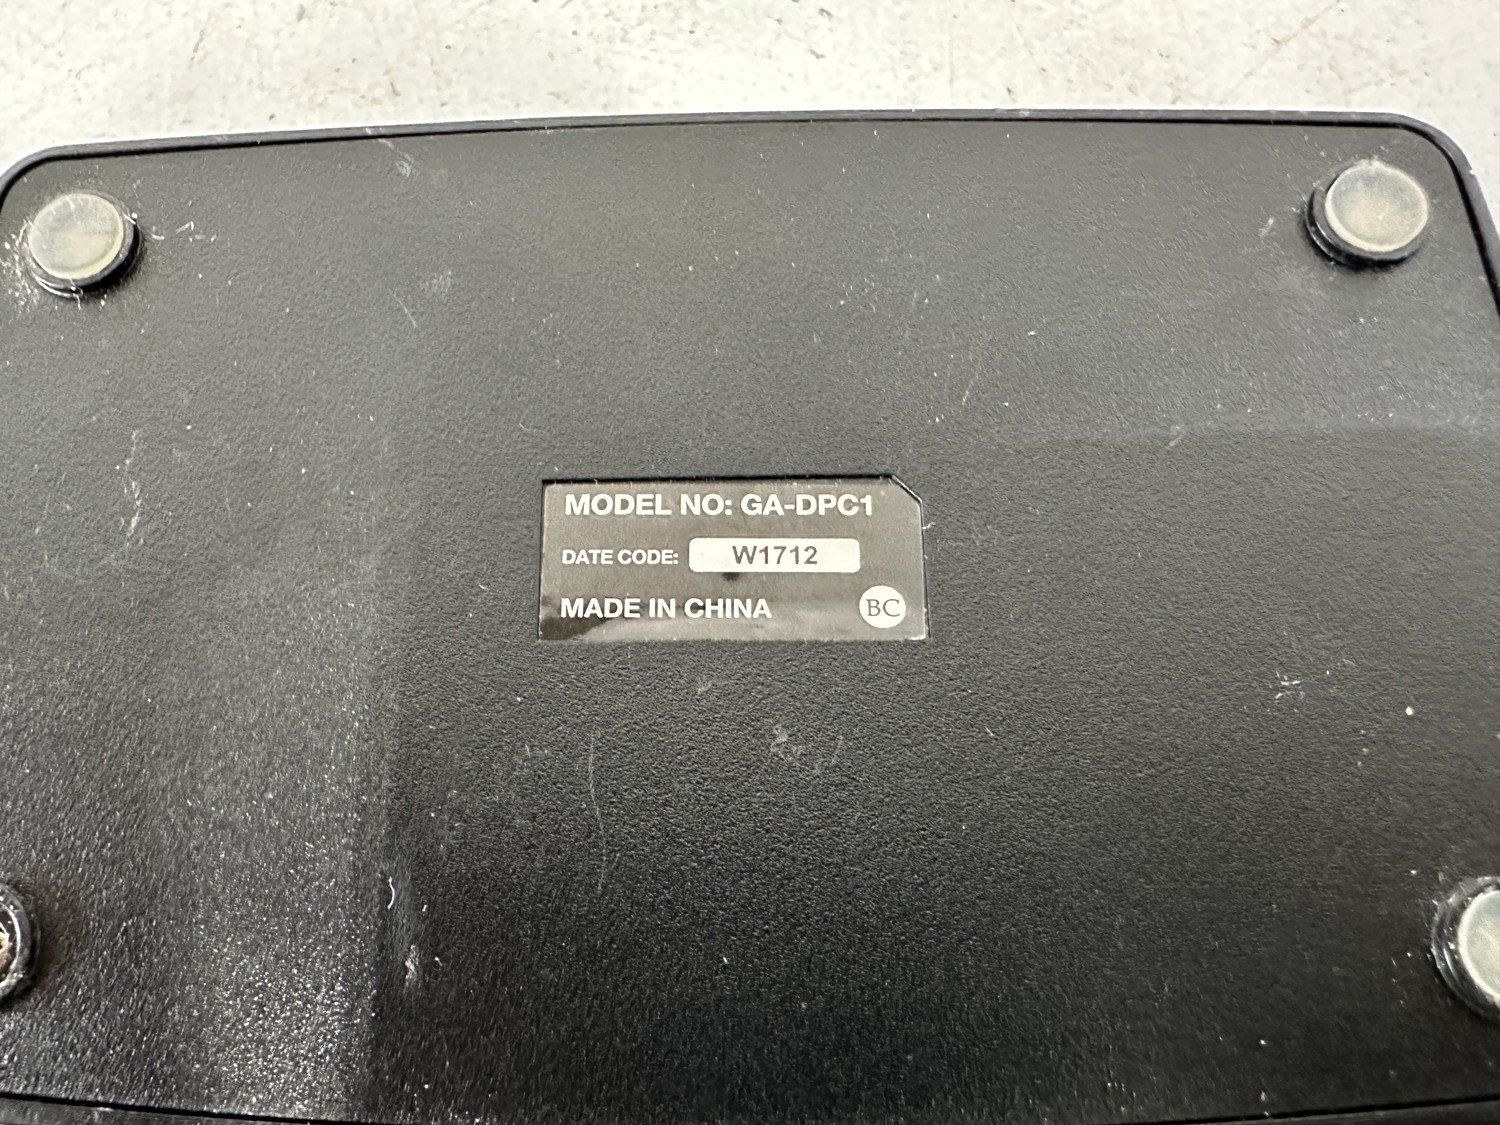 MODEL NO: GA-DPC1
DATE CODE: W1712
MADE IN CHINA BC